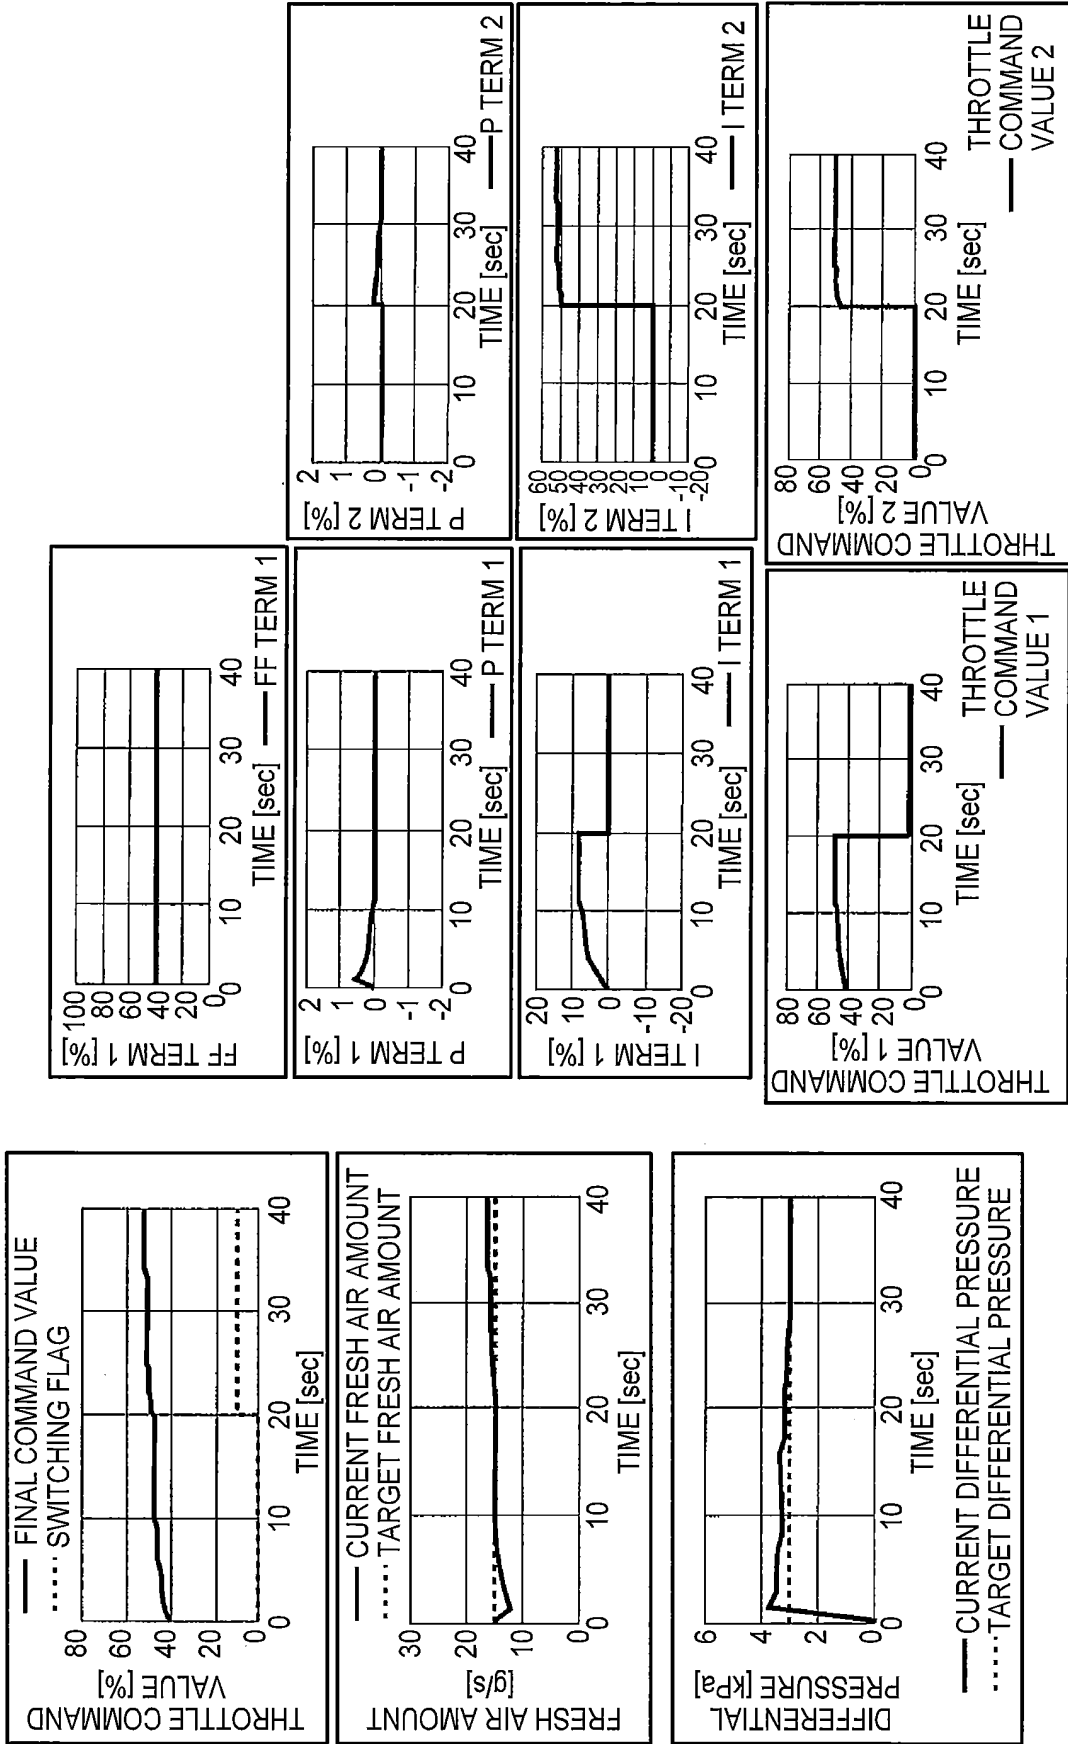 FINAL COMMAND VALUE
SWITCHING FLAG
THROTTLE COMMAND
VALUE [%]
80
60
40
20
0
0
10
20
30
40
TIME [sec]
CURRENT FRESH AIR AMOUNT
TARGET FRESH AIR AMOUNT
FRESH AIR AMOUNT
[g/s]
30
20
10
0
0
10
20
30
40
TIME [sec]
DIFFERENTIAL
PRESSURE [kPa]
6
4
2
0
0
10
20
30
40
TIME [sec]
CURRENT DIFFERENTIAL PRESSURE
TARGET DIFFERENTIAL PRESSURE
FF TERM 1 [%]
100
80
60
40
20
0
0
10
20
30
40
TIME [sec]
FF TERM 1
P TERM 1 [%]
2
1
0
-1
-2
0
10
20
30
40
TIME [sec]
P TERM 1
I TERM 1 [%]
20
10
0
-10
-20
0
10
20
30
40
TIME [sec]
I TERM 1
THROTTLE COMMAND
VALUE 1 [%]
80
60
40
20
0
0
10
20
30
40
TIME [sec]
THROTTLE
COMMAND
VALUE 1
P TERM 2 [%]
2
1
0
-1
-2
0
10
20
30
40
TIME [sec]
P TERM 2
I TERM 2 [%]
60
50
40
30
20
10
0
-10
-20
0
10
20
30
40
TIME [sec]
I TERM 2
THROTTLE COMMAND
VALUE 2 [%]
80
60
40
20
0
0
10
20
30
40
TIME [sec]
THROTTLE
COMMAND
VALUE 2